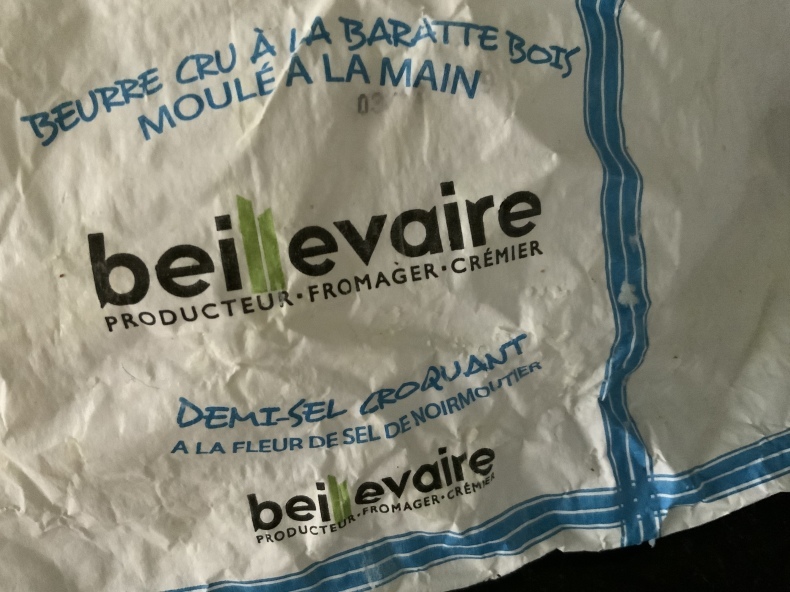 BEURRE CRU À LA BARATTE BOIS
MOULÉ A LA MAIN
beillevaire
PRODUCTEUR·FROMAGER·CRÉMIER
DEMI-SEL CROQUANT
A LA FLEUR DE SEL DE NOIRMOUTIER
beillevaire
PRODUCTEUR·FROMAGER·CRÉMIER